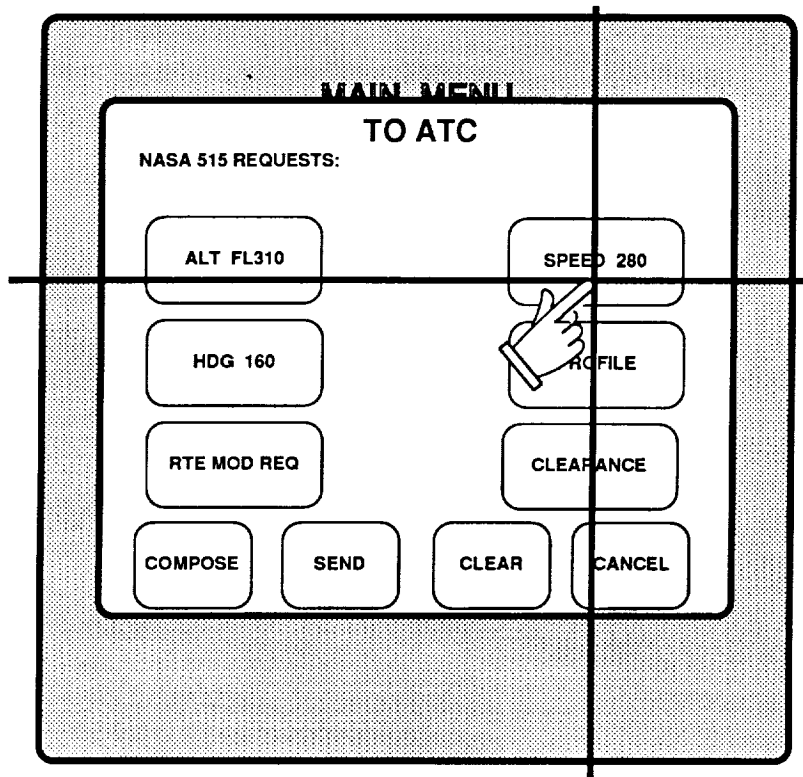 MAIN MENU
TO ATC
NASA 515 REQUESTS:
ALT FL310
SPEED 280
HDG 160
PROFILE
RTE MOD REQ
CLEARANCE
COMPOSE
SEND
CLEAR
CANCEL